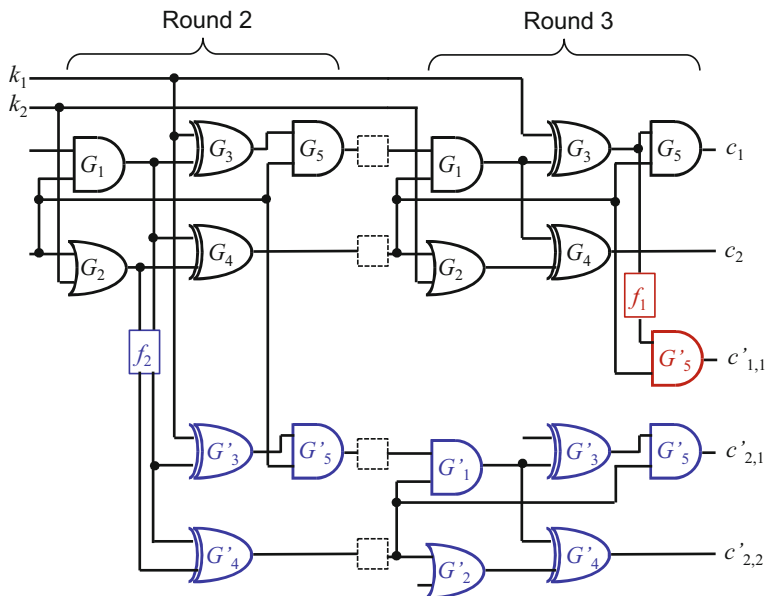 Round 2 Round 3
k1
k2
G1 G3 G5 G1 G3 G5 c1
G2 G4 G2 G4 c2
f1
f2 G'5 c'1,1
G'3 G'5 G'1 G'3 G'5 c'2,1
G'4 G'2 G'4 c'2,2